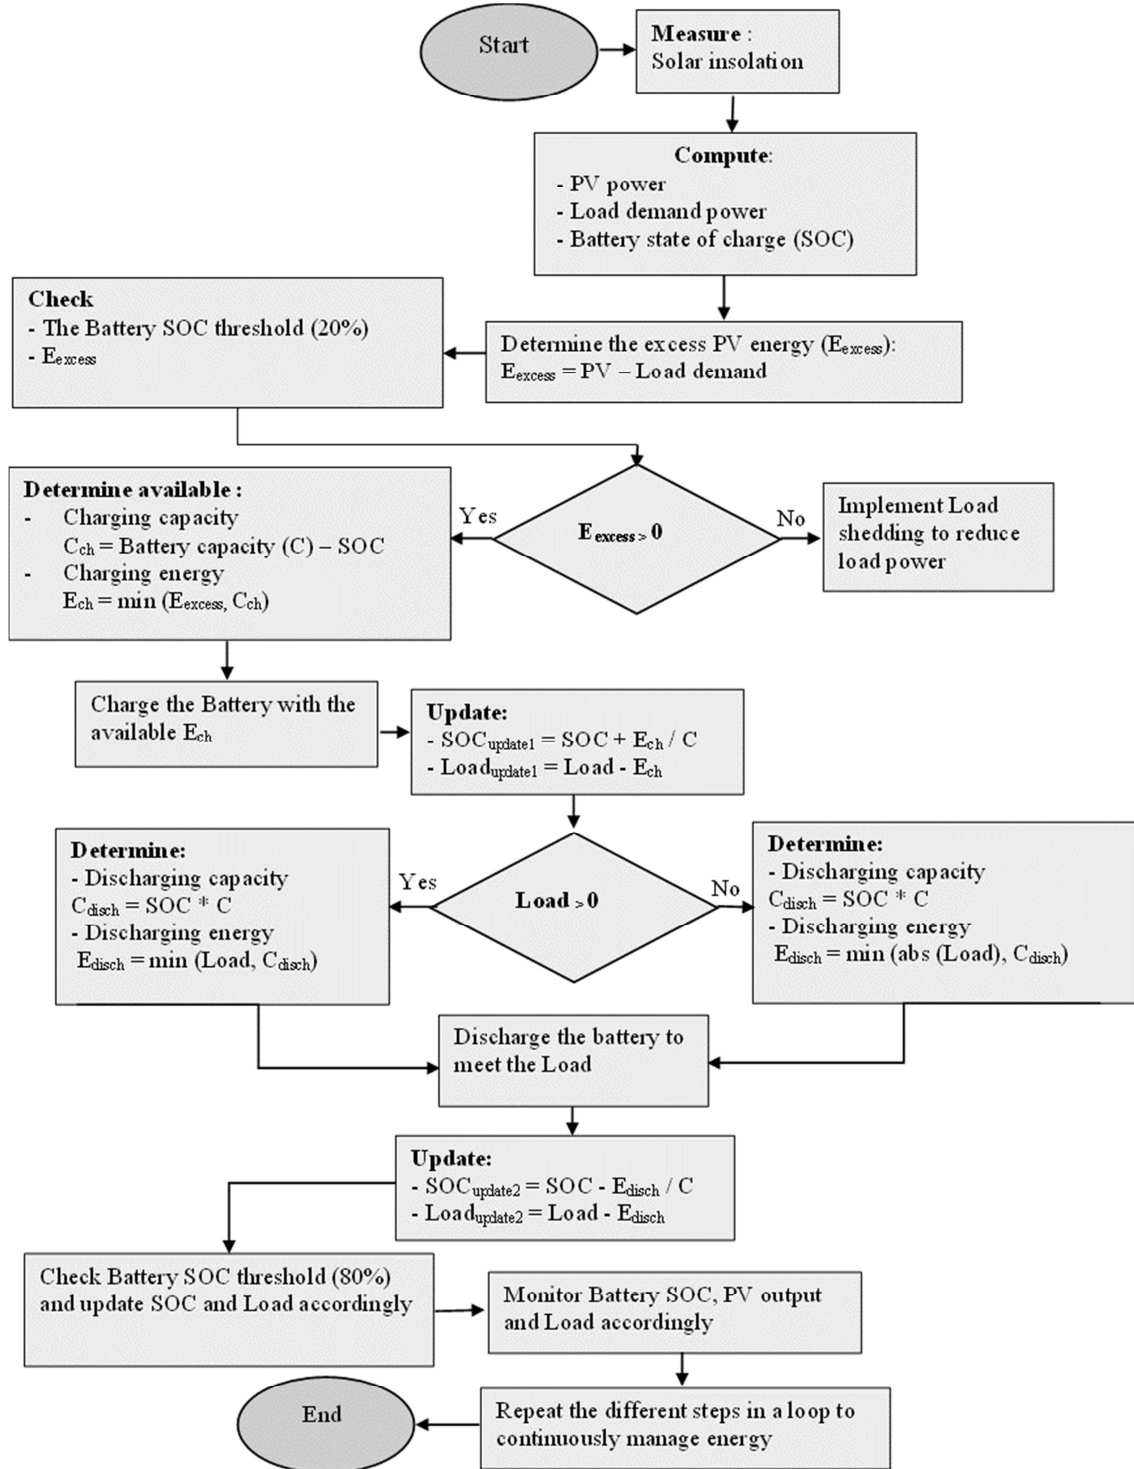 Start
Measure :
Solar insolation
Compute:
- PV power
- Load demand power
- Battery state of charge (SOC)
Determine the excess PV energy (Eexcess):
Eexcess = PV – Load demand
Check
- The Battery SOC threshold (20%)
- Eexcess
Eexcess > 0
Yes
No
Implement Load
shedding to reduce
load power
Determine available :
- Charging capacity
Cch = Battery capacity (C) – SOC
- Charging energy
Ech = min (Eexcess, Cch)
Charge the Battery with the
available Ech
Update:
- SOCupdate1 = SOC + Ech / C
- Loadupdate1 = Load - Ech
Load > 0
Yes
No
Determine:
- Discharging capacity
Cdisch = SOC * C
- Discharging energy
Edisch = min (Load, Cdisch)
Determine:
- Discharging capacity
Cdisch = SOC * C
- Discharging energy
Edisch = min (abs (Load), Cdisch)
Discharge the battery to
meet the Load
Update:
- SOCupdate2 = SOC - Edisch / C
- Loadupdate2 = Load - Edisch
Check Battery SOC threshold (80%)
and update SOC and Load accordingly
Monitor Battery SOC, PV output
and Load accordingly
Repeat the different steps in a loop to
continuously manage energy
End